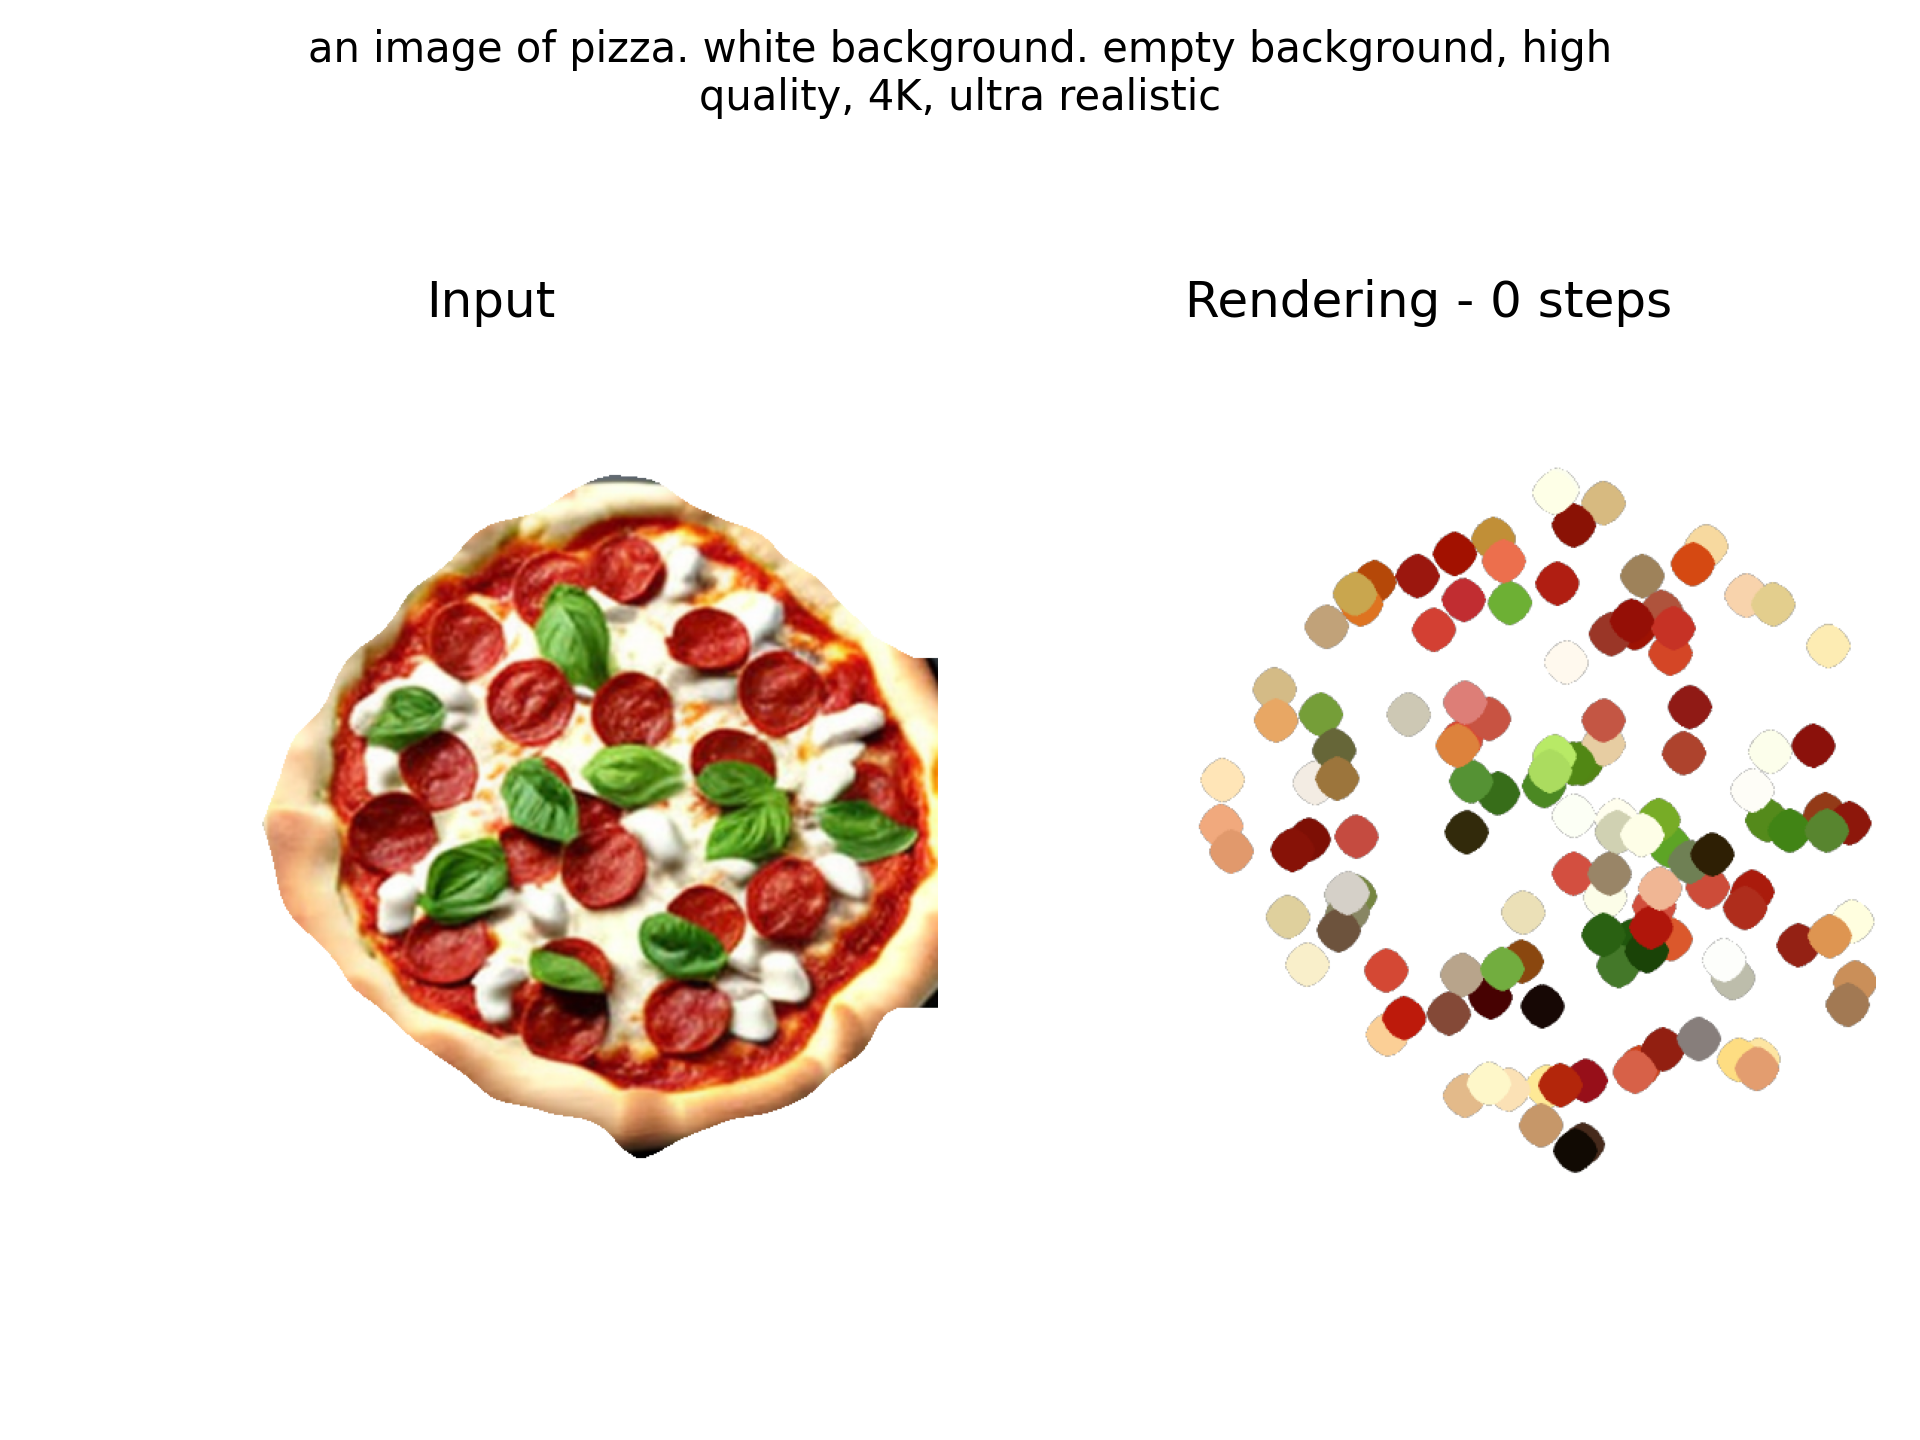 an image of pizza. white background. empty background, high
quality, 4K, ultra realistic
Input
Rendering - 0 steps